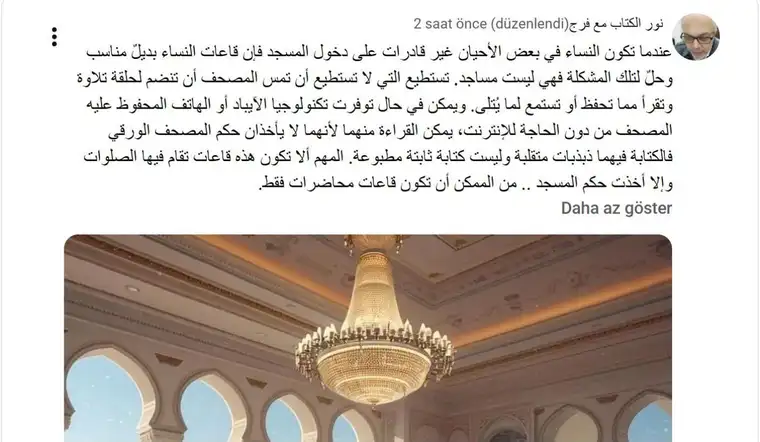 نور الكتاب مع فرج(düzenlendi) 2 saat önce
عندما تكون النساء في بعض الأحيان غير قادرات على دخول المسجد فإن قاعات النساء بديلٌ مناسب
وحلّ لتلك المشكلة فهي ليست مساجد. تستطيع التي لا تستطيع أن تمس المصحف أن تنضم لحلقة تلاوة
وتقرأ مما تحفظ أو تستمع لما يُتلى. ويمكن في حال توفرت تكنولوجيا الآيباد أو الهاتف المحفوظ عليه
المصحف من دون الحاجة للإنترنت، يمكن القراءة منهما لأنهما لا يأخذان حكم المصحف الورقي
فالكتابة فيهما ذبذبات متقلبة وليست كتابة ثابتة مطبوعة. المهم ألا تكون هذه قاعات تقام فيها الصلوات
وإلا أخذت حكم المسجد .. من الممكن أن تكون قاعات محاضرات فقط.
Daha az göster